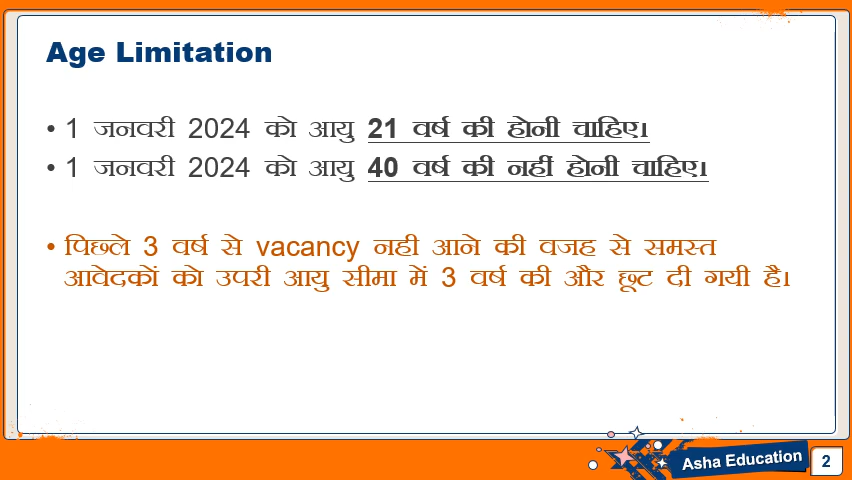 Age Limitation
• 1 जनवरी 2024 को आयु 21 वर्ष की होनी चाहिए।
• 1 जनवरी 2024 को आयु 40 वर्ष की नहीं होनी चाहिए।
• पिछले 3 वर्ष से vacancy नही आने की वजह से समस्त
आवेदकों को उपरी आयु सीमा में 3 वर्ष की और छूट दी गयी है।
Asha Education 2